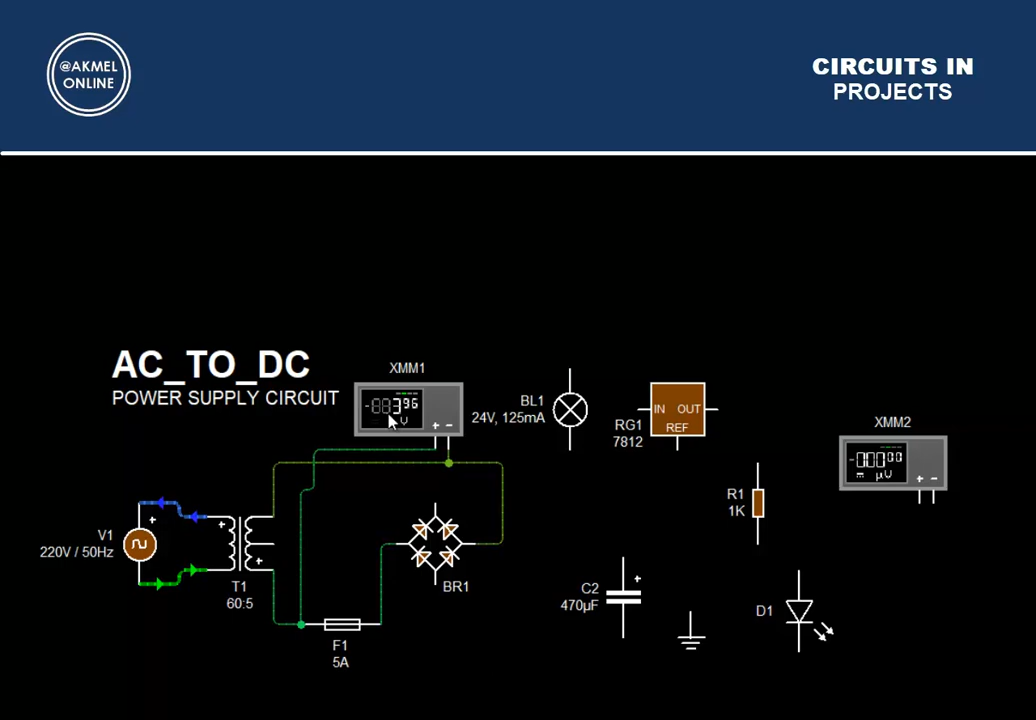 @AKMEL
ONLINE
CIRCUITS IN
PROJECTS
AC_TO_DC
POWER SUPPLY CIRCUIT
XMM1
V
+ -
BL1
24V, 125mA
IN OUT
REF
RG1
7812
XMM2
µV
+ -
R1
1K
V1
220V / 50Hz
+
+
+
T1
60:5
BR1
F1
5A
C2
470µF
+
D1